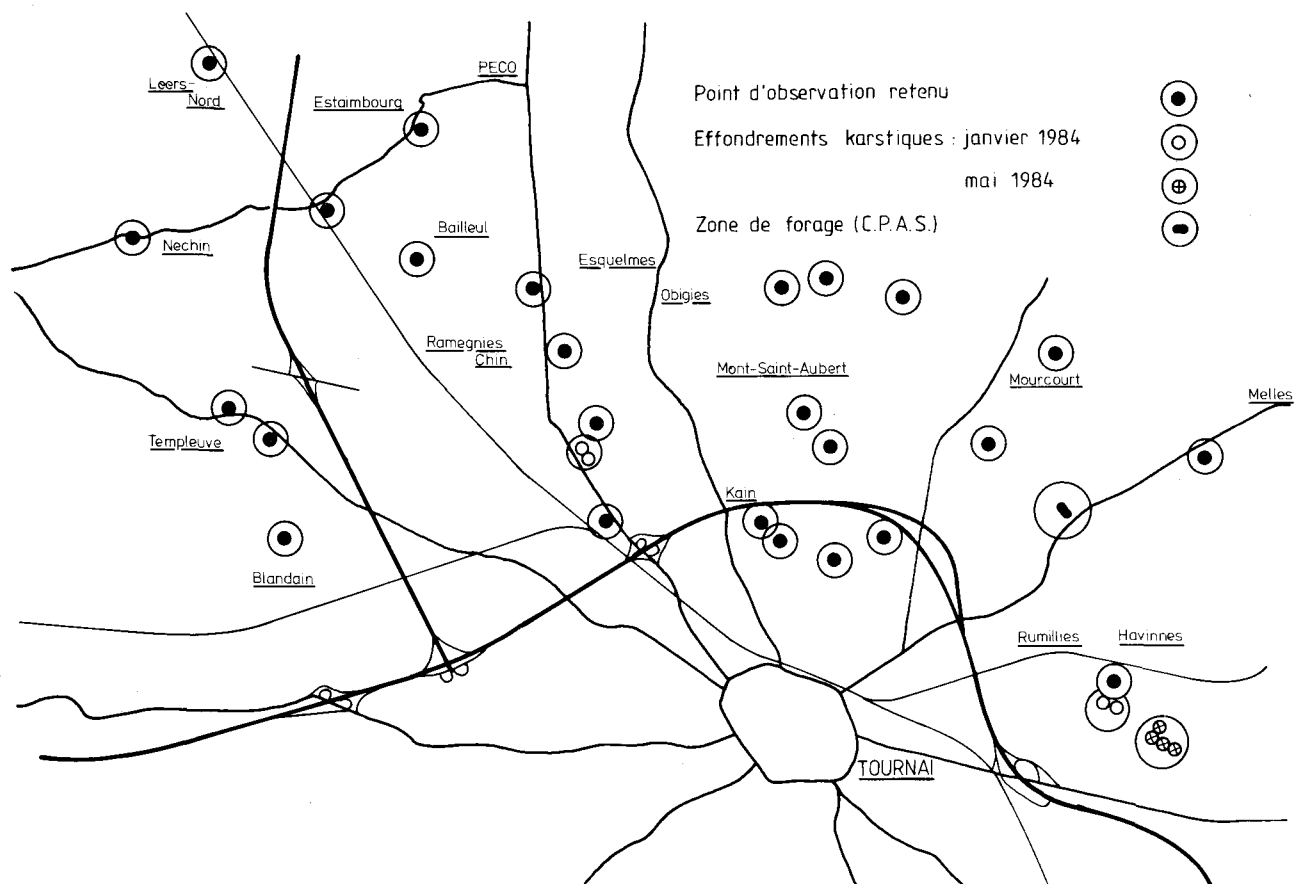 Leers-
Nord
Estaimbourg
PECQ
Point d'observation retenu
Effondrements karstiques : janvier 1984
mai 1984
Zone de forage (C.P.A.S.)
Nechin
Bailleul
Esquelmes
Obigies
Ramegnies
Chin
Mont-Saint-Aubert
Mourcourt
Melles
Templeuve
Kain
Blandain
Rumillies
Havinnes
TOURNAI